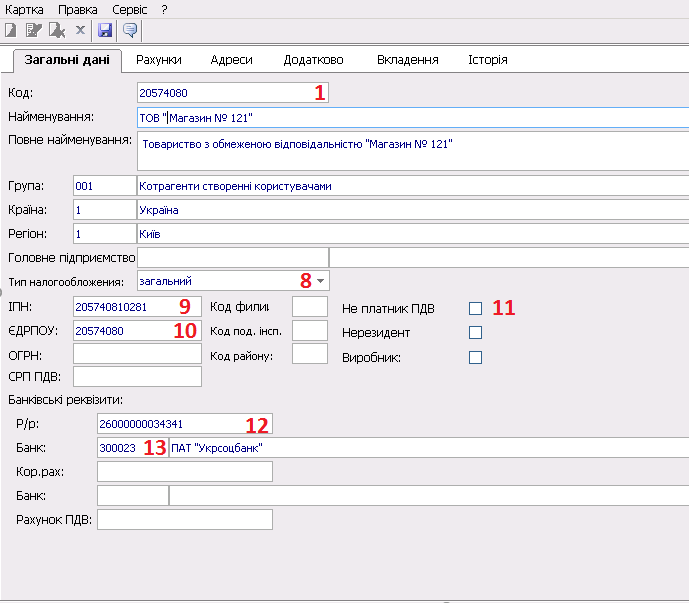 Картка Правка Сервіс ?
Загальні дані Рахунки Адреси Додатково Вкладення Історія
Код: 20574080 1
Найменування: ТОВ "Магазин № 121"
Повне найменування: Товариство з обмеженою відповідальністю "Магазин № 121"
Група: 001 Котрагенти створенні користувачами
Країна: 1 Україна
Регіон: 1 Київ
Головне підприємство
Тип налогообложения: загальний 8
ІПН: 205740810281 9 Код филиι Не платник ПДВ 11
ЄДРПОУ: 20574080 10 Код под. інсп. Нерезидент
ОГРН: Код району: Виробник:
СРП ПДВ:
Банківські реквізити:
Р/р: 26000000034341 12
Банк: 300023 13 ПАТ "Укрсоцбанк"
Кор.рах:
Банк:
Рахунок ПДВ: